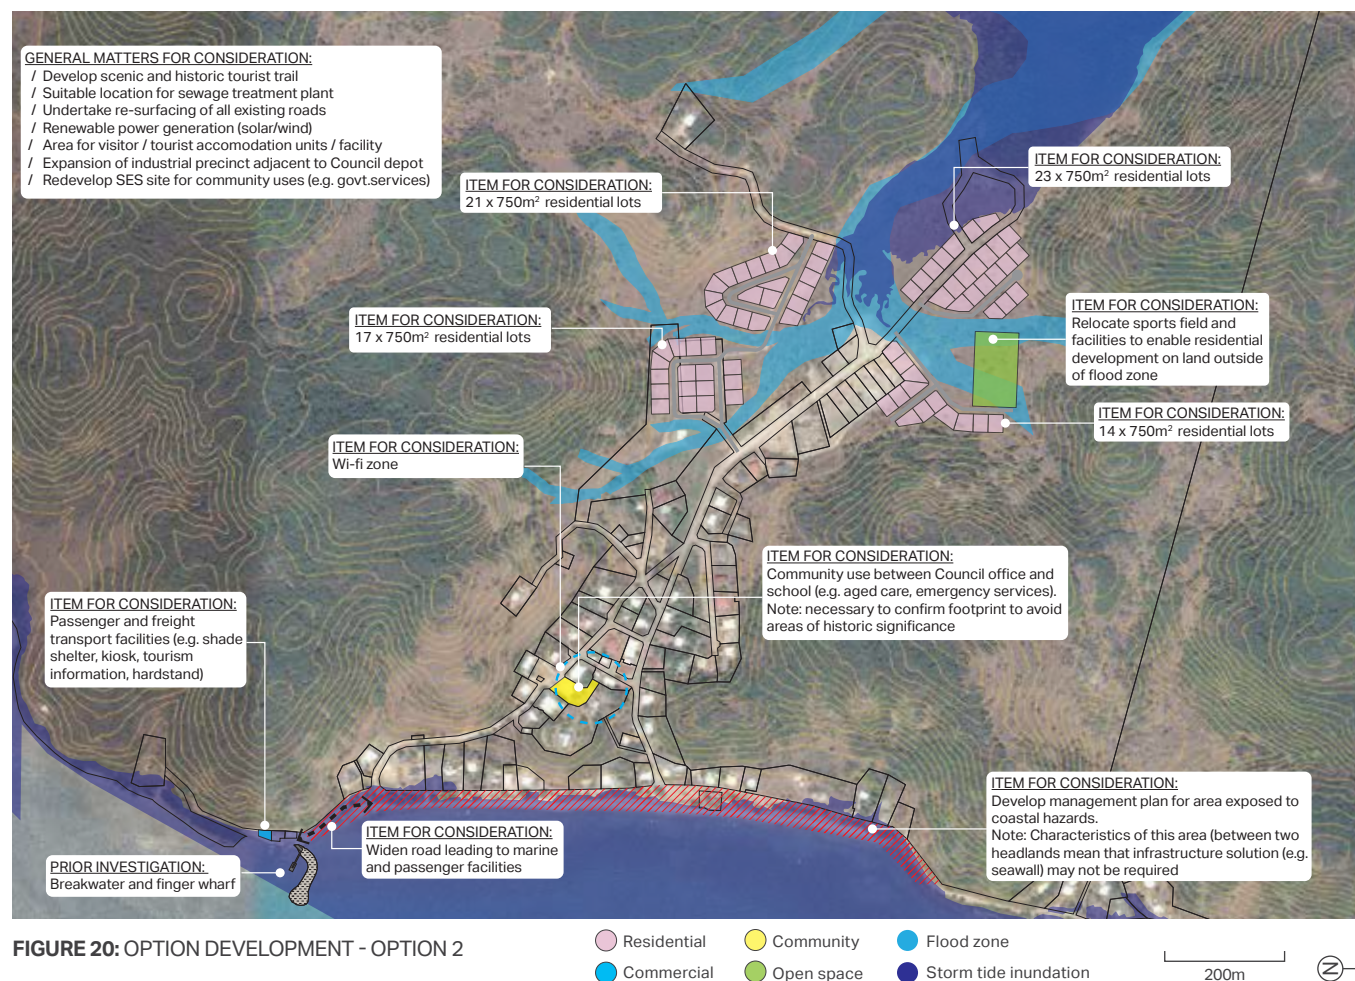 GENERAL MATTERS FOR CONSIDERATION:
/ Develop scenic and historic tourist trail
/ Suitable location for sewage treatment plant
/ Undertake re-surfacing of all existing roads
/ Renewable power generation (solar/wind)
/ Area for visitor / tourist accomodation units / facility
/ Expansion of industrial precinct adjacent to Council depot
/ Redevelop SES site for community uses (e.g. govt.services)
ITEM FOR CONSIDERATION:
21 x 750m² residential lots
ITEM FOR CONSIDERATION:
23 x 750m² residential lots
ITEM FOR CONSIDERATION:
17 x 750m² residential lots
ITEM FOR CONSIDERATION:
Relocate sports field and
facilities to enable residential
development on land outside
of flood zone
ITEM FOR CONSIDERATION:
14 x 750m² residential lots
ITEM FOR CONSIDERATION:
Wi-fi zone
ITEM FOR CONSIDERATION:
Community use between Council office and
school (e.g. aged care, emergency services).
Note: necessary to confirm footprint to avoid
areas of historic significance
ITEM FOR CONSIDERATION:
Passenger and freight
transport facilities (e.g. shade
shelter, kiosk, tourism
information, hardstand)
ITEM FOR CONSIDERATION:
Develop management plan for area exposed to
coastal hazards.
Note: Characteristics of this area (between two
headlands mean that infrastructure solution (e.g.
seawall) may not be required
ITEM FOR CONSIDERATION:
Widen road leading to marine
and passenger facilities
PRIOR INVESTIGATION:
Breakwater and finger wharf
FIGURE 20: OPTION DEVELOPMENT - OPTION 2
Residential
Community
Flood zone
Commercial
Open space
Storm tide inundation
200m
N